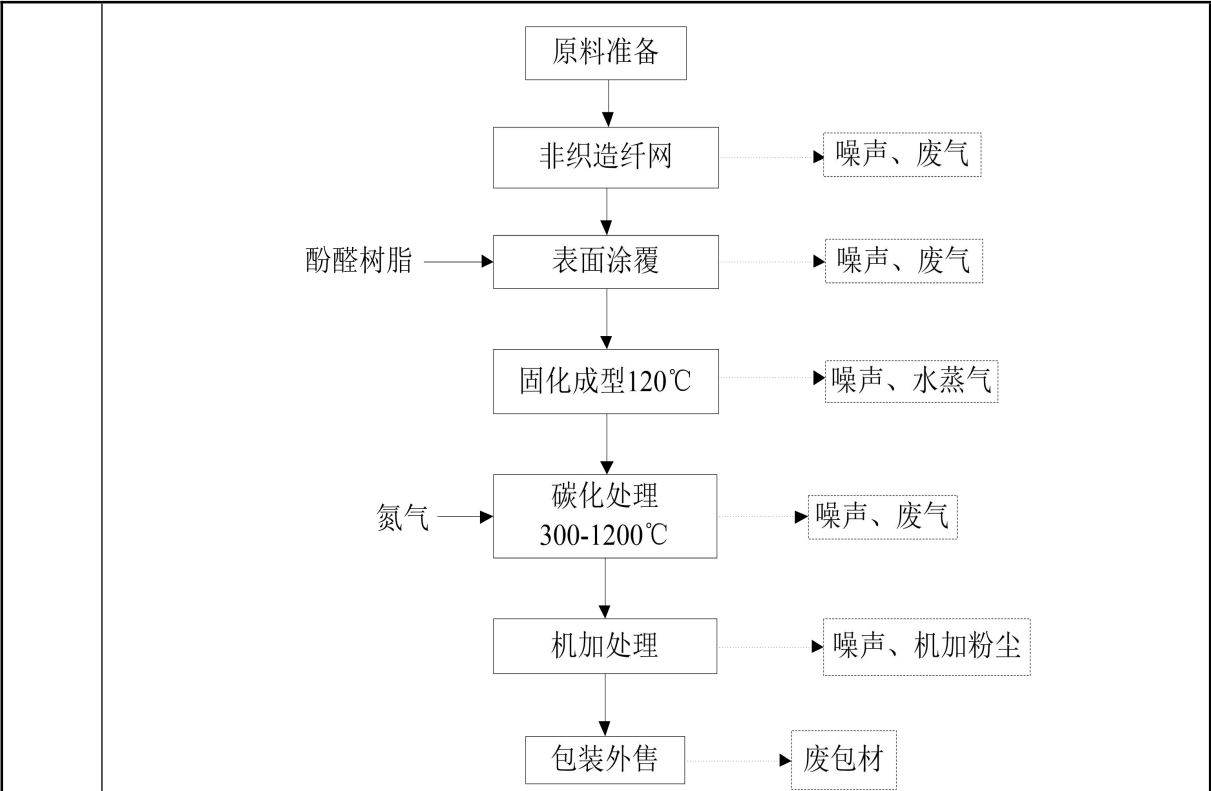 原料准备
非织造纤网
噪声、废气
酚醛树脂
表面涂覆
噪声、废气
固化成型120℃
噪声、水蒸气
氮气
碳化处理
300-1200℃
噪声、废气
机加处理
噪声、机加粉尘
包装外售
废包材